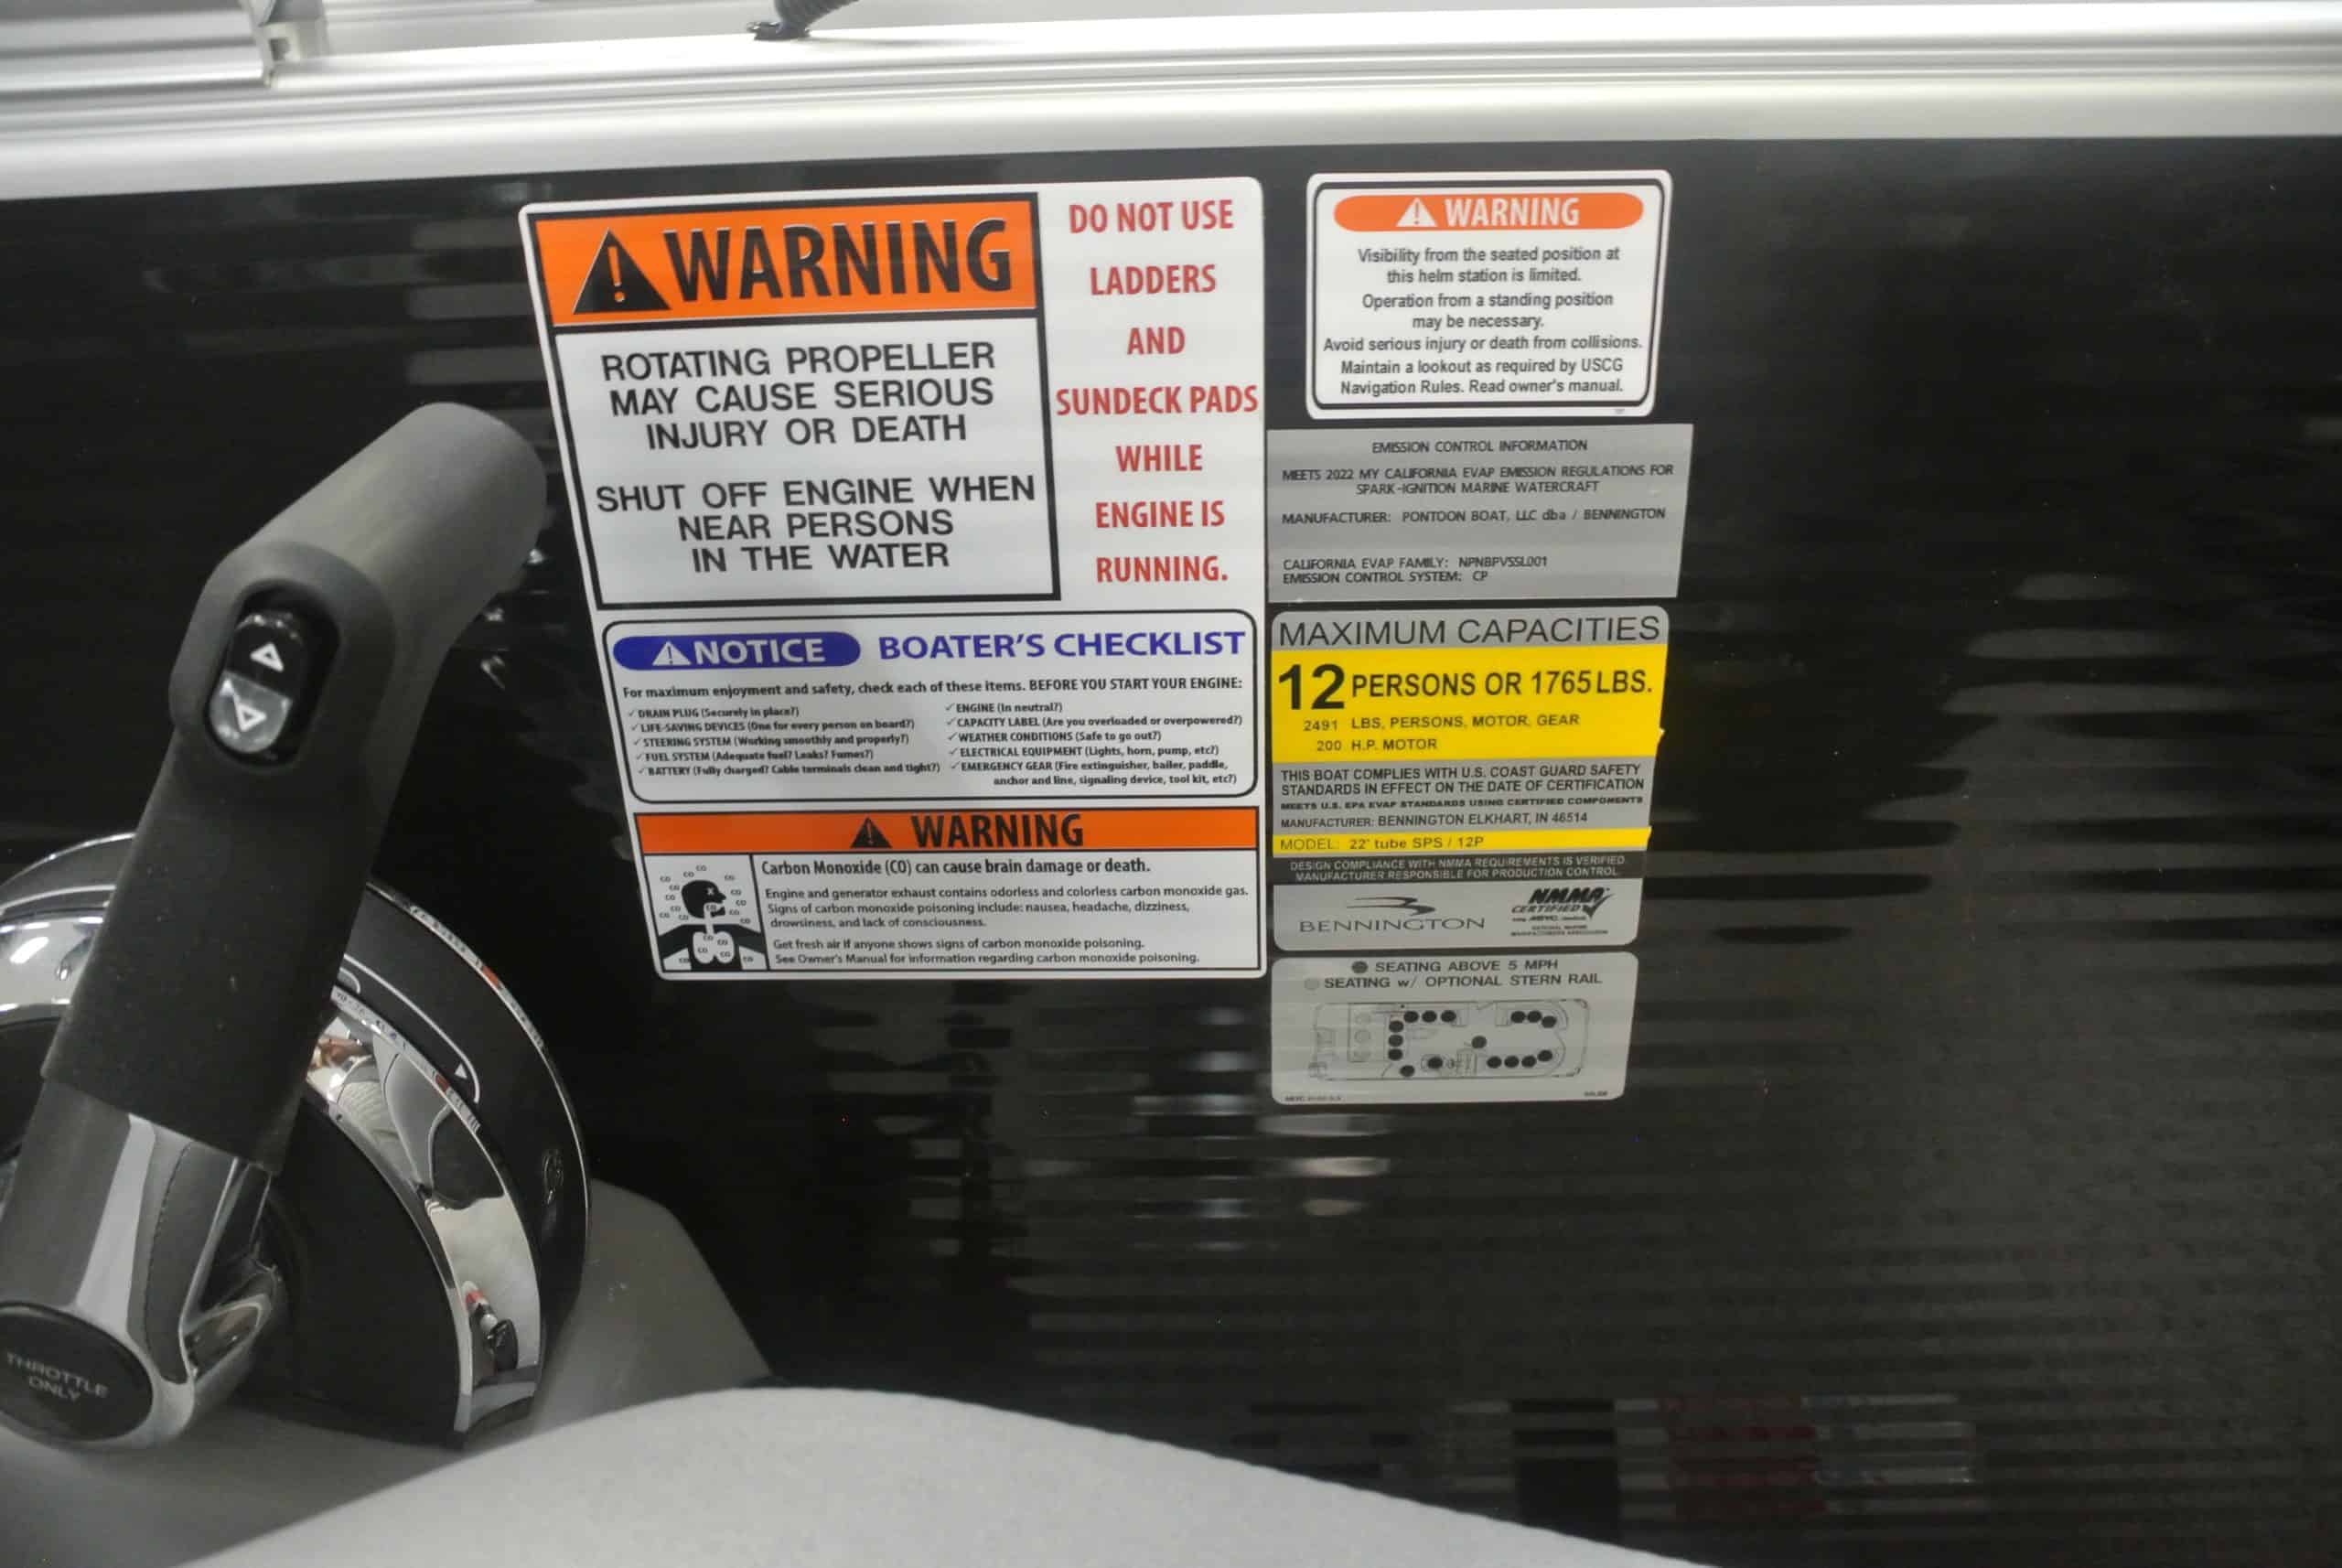 WARNING
ROTATING PROPELLER
MAY CAUSE SERIOUS
INJURY OR DEATH
SHUT OFF ENGINE WHEN
NEAR PERSONS
IN THE WATER
DO NOT USE
LADDERS
AND
SUNDECK PADS
WHILE
ENGINE IS
RUNNING.
NOTICE BOATER'S CHECKLIST
For maximum enjoyment and safety, check each of these items. BEFORE YOU START YOUR ENGINE:
✓ DRAIN PLUG (Securely in place?)
✓ LIFE-SAVING DEVICES (One for every person on board?)
✓ STEERING SYSTEM (Working smoothly and properly?)
✓ FUEL SYSTEM (Adequate fuel? Leaks? Fumes?)
✓ BATTERY (Fully charged? Cable terminals clean and tight?)
✓ ENGINE (In neutral?)
✓ CAPACITY LABEL (Are you overloaded or overpowered?)
✓ WEATHER CONDITIONS (Safe to go out?)
✓ ELECTRICAL EQUIPMENT (Lights, horn, pump, etc?)
✓ EMERGENCY GEAR (Fire extinguisher, bailer, paddle,
anchor and line, signaling device, tool kit, etc?)
WARNING
Carbon Monoxide (CO) can cause brain damage or death.
Engine and generator exhaust contains odorless and colorless carbon monoxide gas.
Signs of carbon monoxide poisoning include: nausea, headache, dizziness,
drowsiness, and lack of consciousness.
Get fresh air if anyone shows signs of carbon monoxide poisoning.
See Owner's Manual for information regarding carbon monoxide poisoning.
WARNING
Visibility from the seated position at
this helm station is limited.
Operation from a standing position
may be necessary.
Avoid serious injury or death from collisions.
Maintain a lookout as required by USCG
Navigation Rules. Read owner's manual.
EMISSION CONTROL INFORMATION
MEETS 2022 MY CALIFORNIA EVAP EMISSION REGULATIONS FOR
SPARK-IGNITION MARINE WATERCRAFT
MANUFACTURER: PONTOON BOAT, LLC dba / BENNINGTON
CALIFORNIA EVAP FAMILY: NPNBPVSSL001
EMISSION CONTROL SYSTEM: CP
MAXIMUM CAPACITIES
12 PERSONS OR 1765 LBS.
2491 LBS, PERSONS, MOTOR, GEAR
200 H.P. MOTOR
THIS BOAT COMPLIES WITH U.S. COAST GUARD SAFETY
STANDARDS IN EFFECT ON THE DATE OF CERTIFICATION
MEETS U.S. EPA EVAP STANDARDS USING CERTIFIED COMPONENTS
MANUFACTURER: BENNINGTON ELKHART, IN 46514
MODEL: 22' tube SPS / 12P
DESIGN COMPLIANCE WITH NMMA REQUIREMENTS IS VERIFIED.
MANUFACTURER RESPONSIBLE FOR PRODUCTION CONTROL.
BENNINGTON
NMMA
CERTIFIED
SEATING ABOVE 5 MPH
SEATING w/ OPTIONAL STERN RAIL
THROTTLE
ONLY